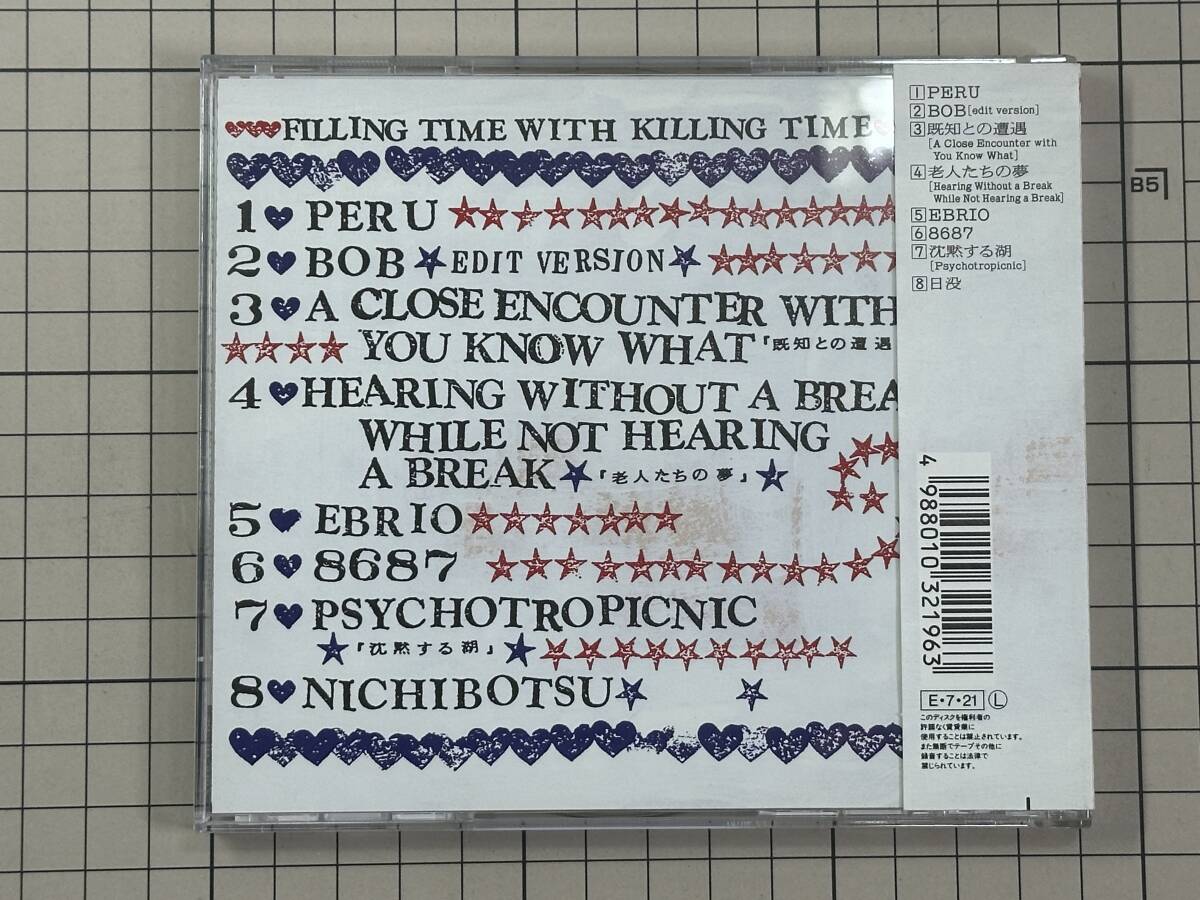 FILLING TIME WITH KILLING TIME
1 PERU
2 BOB EDIT VERSION
3 A CLOSE ENCOUNTER WITH
YOU KNOW WHAT『既知との遭遇
4 HEARING WITHOUT A BREA
WHILE NOT HEARING
A BREAK『老人たちの夢』
5 EBRIO
6 8687
7 PSYCHOTROPICNIC
『沈黙する湖』
8 NICHIBOTSU
1 PERU
2 BOB[edit version]
3 既知との遭遇
[A Close Encounter with
You Know What]
4 老人たちの夢
[Hearing Without a Break
While Not Hearing a Break]
5 EBRIO
6 8687
7 沈黙する湖
[Psychotropicnic]
8 日没
4 988010 321963
E・7・21 L
このディスクを権利者の
許諾なく賃貸業に
使用することは禁止されています。
また無断でテープその他に
録音することは法律で
禁じられています。
B5